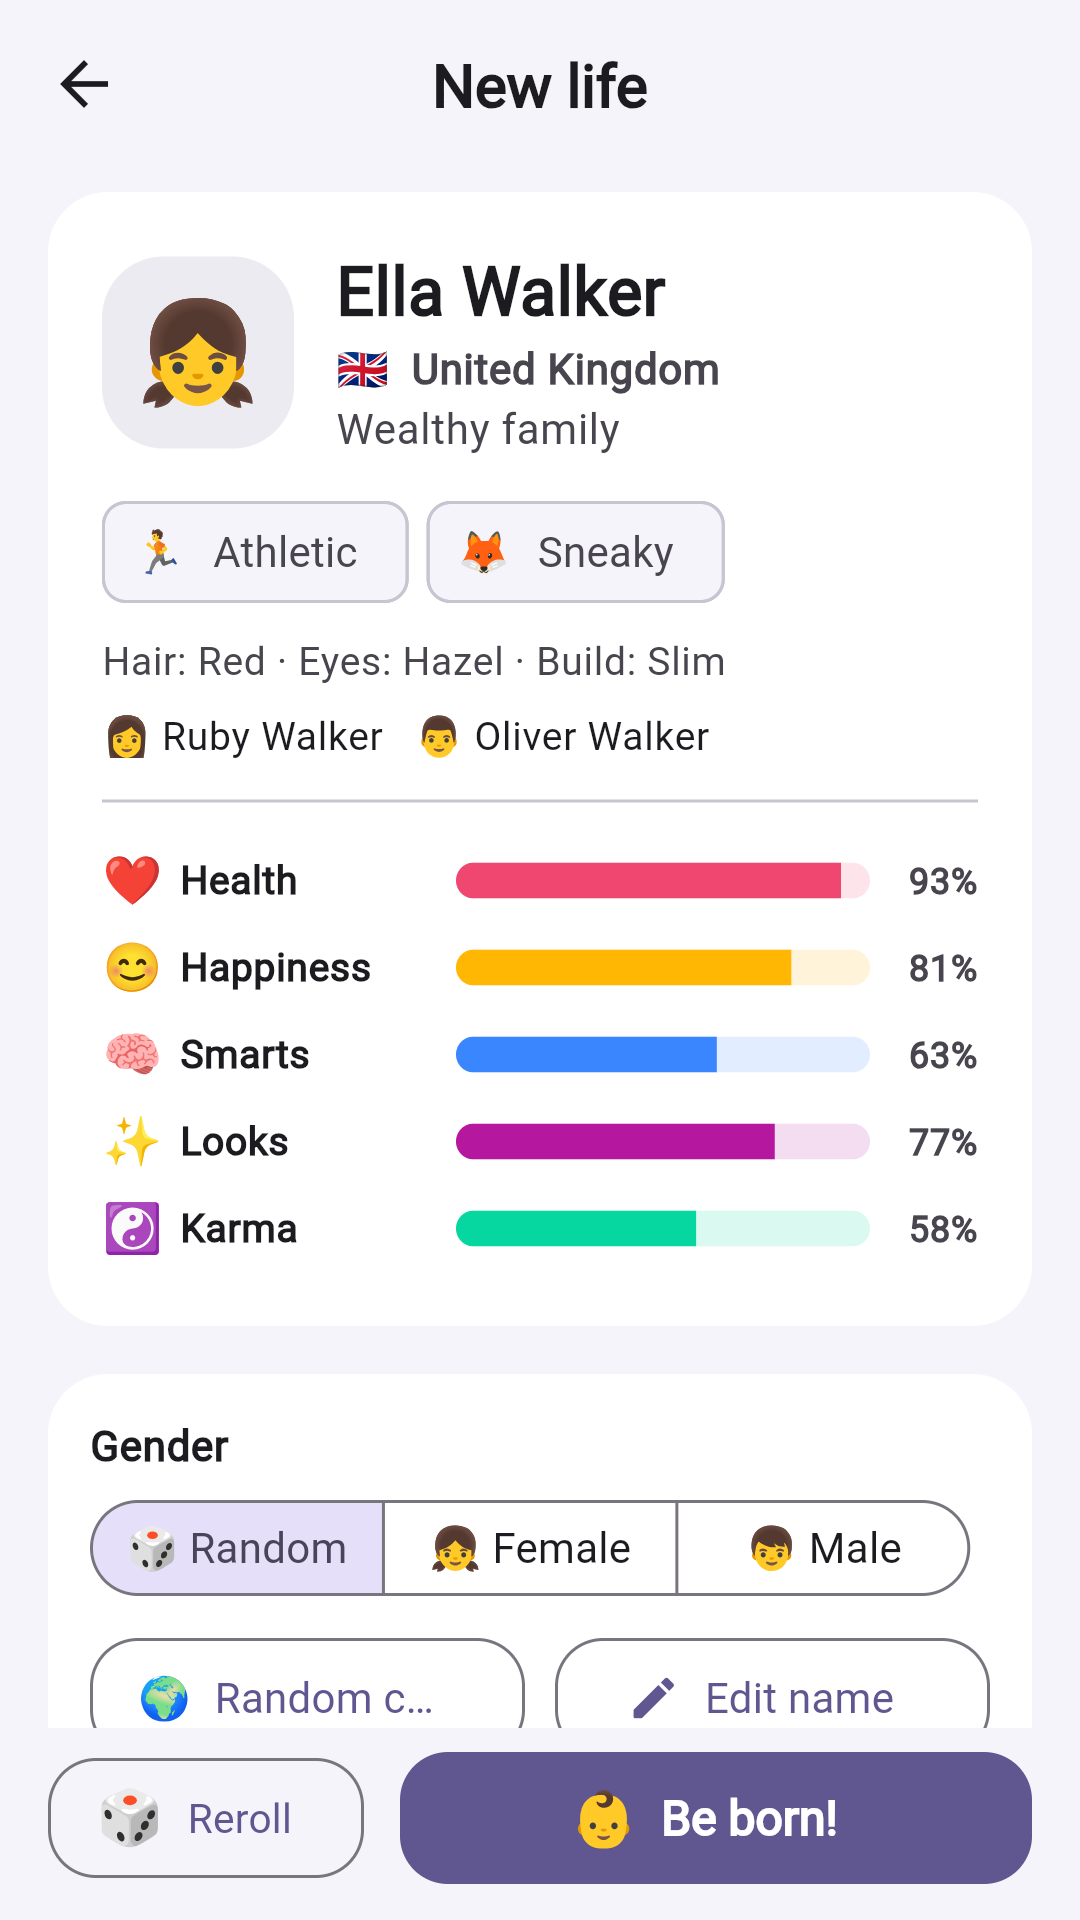 New life
Ella Walker
United Kingdom
Wealthy family
Athletic
Sneaky
Hair: Red · Eyes: Hazel · Build: Slim
Ruby Walker Oliver Walker
Health 93%
Happiness 81%
Smarts 63%
Looks 77%
Karma 58%
Gender
Random Female Male
Random c… Edit name
Reroll Be born!